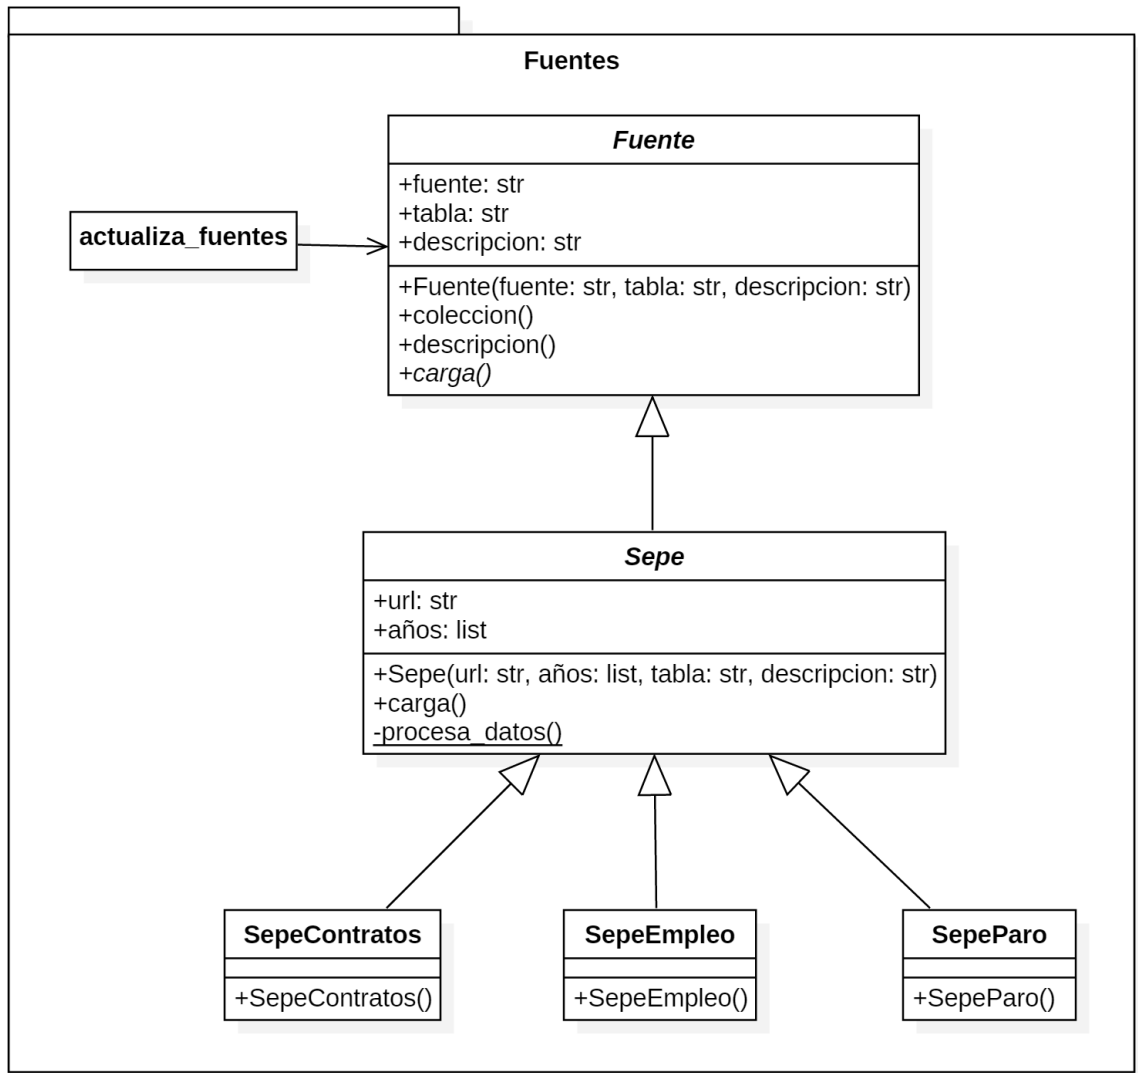 Fuentes
Fuente
+fuente: str
+tabla: str
+descripcion: str
+Fuente(fuente: str, tabla: str, descripcion: str)
+coleccion()
+descripcion()
+carga()
actualiza_fuentes
Sepe
+url: str
+años: list
+Sepe(url: str, años: list, tabla: str, descripcion: str)
+carga()
-procesa_datos()
SepeContratos
+SepeContratos()
SepeEmpleo
+SepeEmpleo()
SepeParo
+SepeParo()